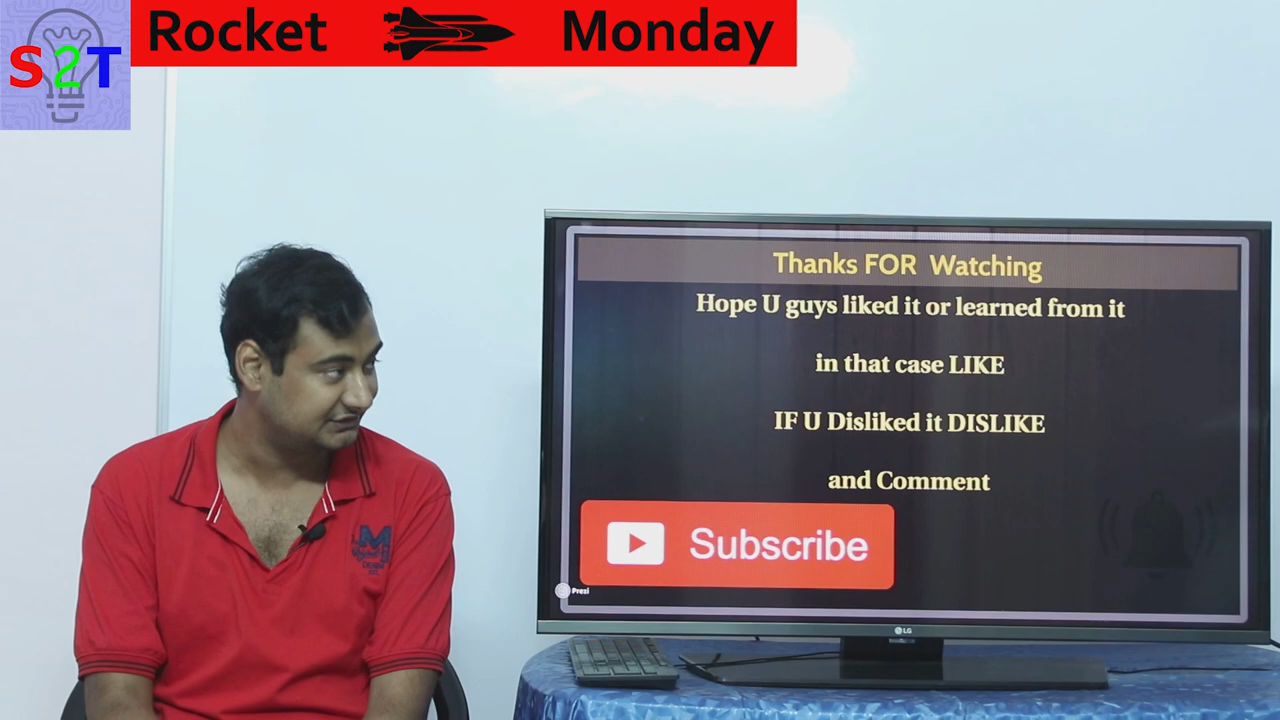 S2T
Rocket Monday
Thanks FOR Watching
Hope U guys liked it or learned from it
in that case LIKE
IF U Disliked it DISLIKE
and Comment
Subscribe
Prezi
LG
M